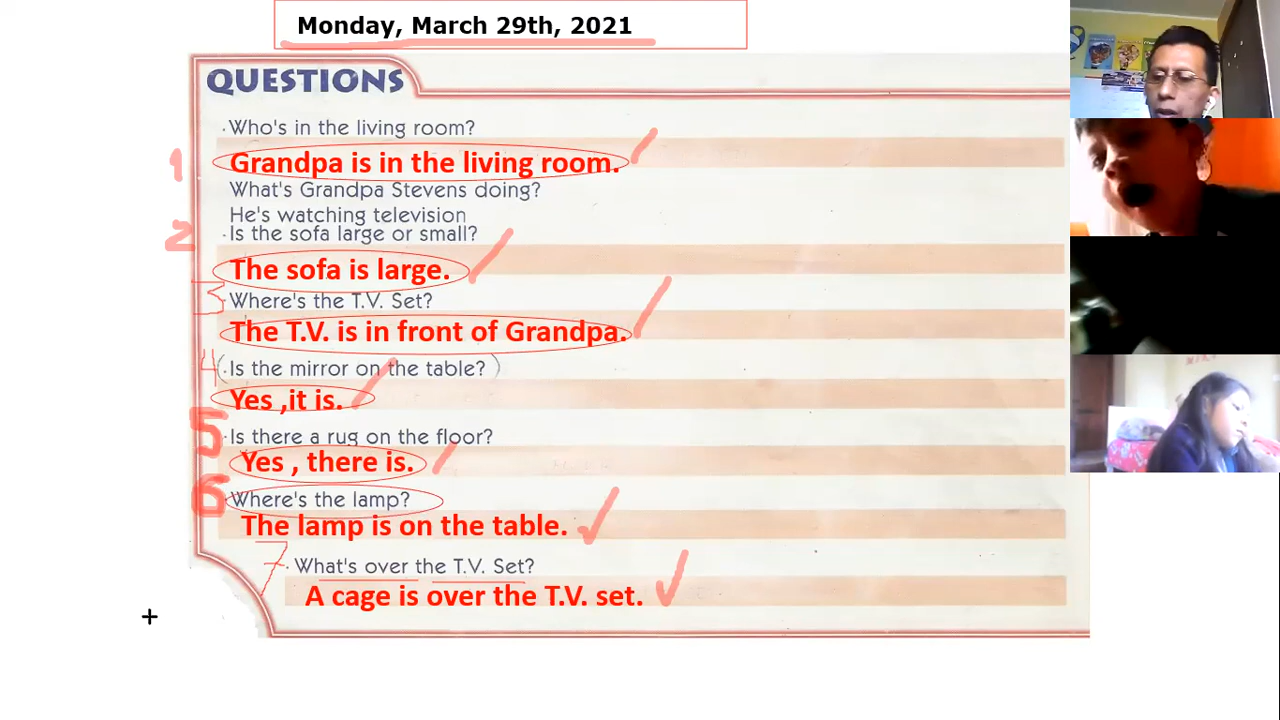 Monday, March 29th, 2021
QUESTIONS
· Who's in the living room?
1 Grandpa is in the living room.
What's Grandpa Stevens doing?
He's watching television
2 · Is the sofa large or small?
The sofa is large.
3 · Where's the T.V. Set?
The T.V. is in front of Grandpa.
4 (· Is the mirror on the table? )
Yes ,it is.
5 · Is there a rug on the floor?
Yes , there is.
6 · Where's the lamp?
The lamp is on the table.
7 · What's over the T.V. Set?
A cage is over the T.V. set.